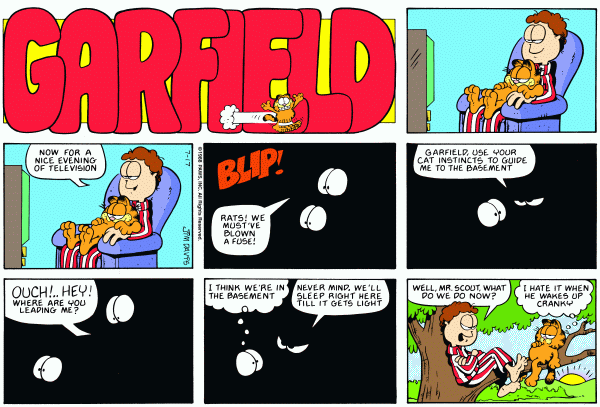 GARFIELD
NOW FOR A
NICE EVENING
OF TELEVISION
7-17
JIM DAVIS
©1988 PAWS, INC. All Rights Reserved.
BLIP!
RATS! WE
MUST'VE
BLOWN
A FUSE!
GARFIELD, USE YOUR
CAT INSTINCTS TO GUIDE
ME TO THE BASEMENT
OUCH!.. HEY!
WHERE ARE YOU
LEADING ME?
I THINK WE'RE IN
THE BASEMENT
NEVER MIND, WE'LL
SLEEP RIGHT HERE
TILL IT GETS LIGHT
WELL, MR. SCOUT, WHAT
DO WE DO NOW?
I HATE IT WHEN
HE WAKES UP
CRANKY